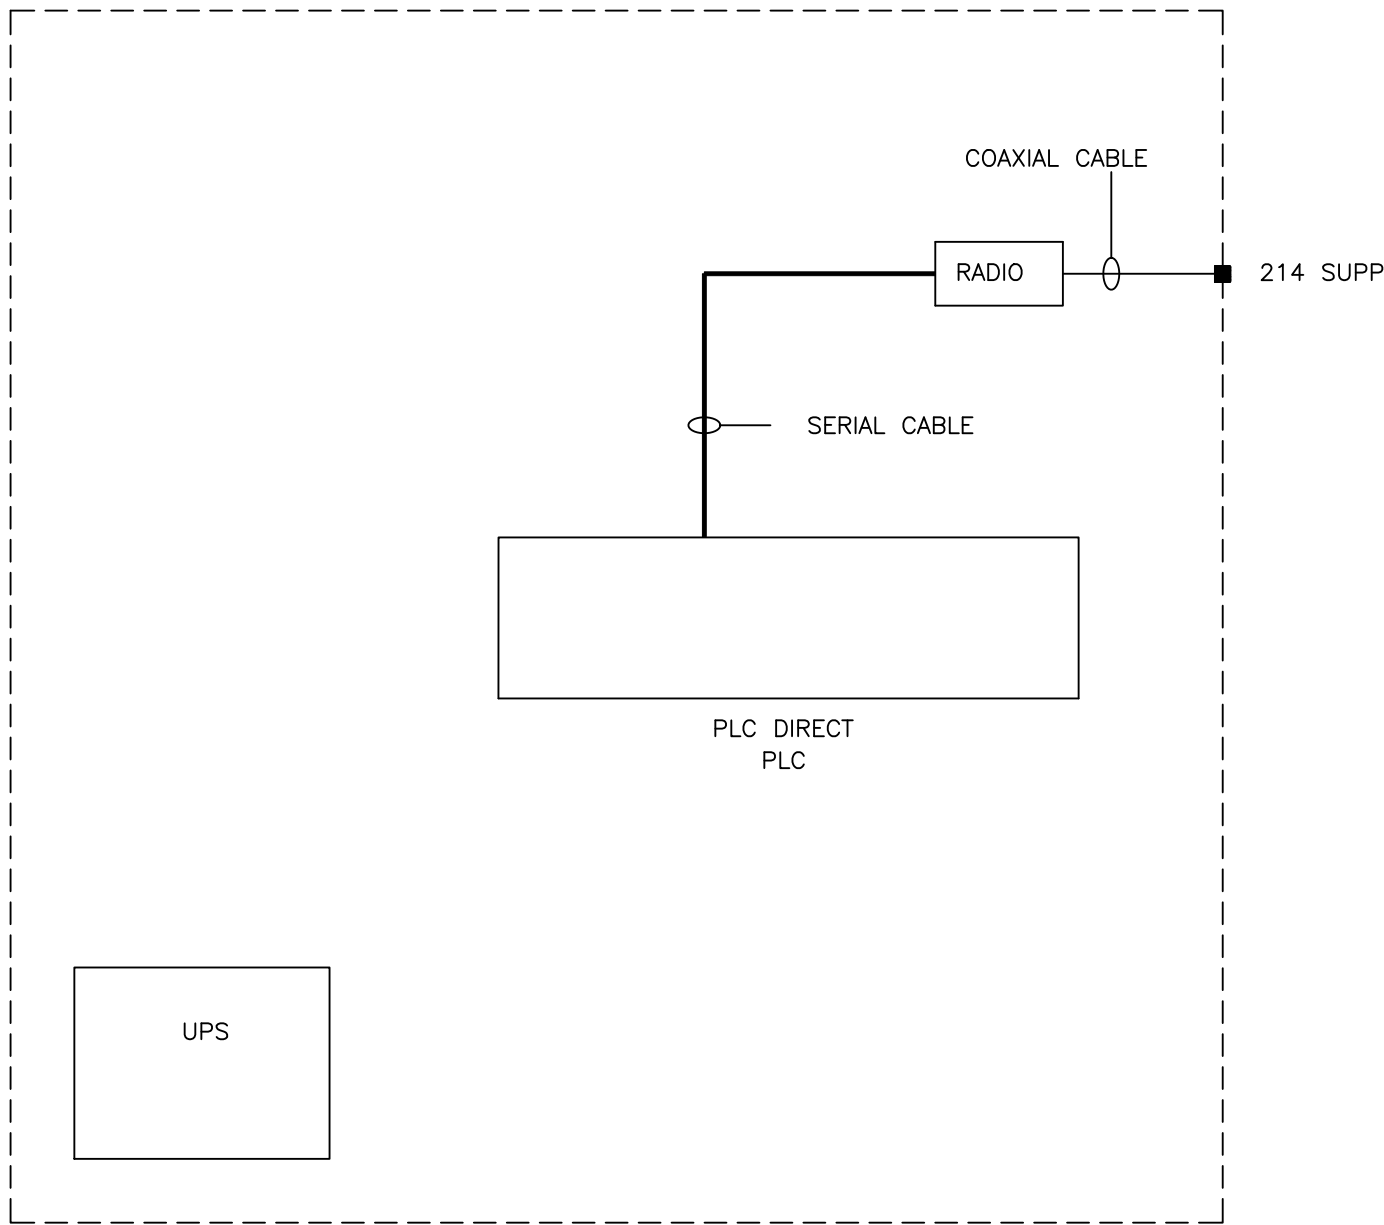 COAXIAL CABLE
RADIO
214 SUPP
SERIAL CABLE
PLC DIRECT
PLC
UPS